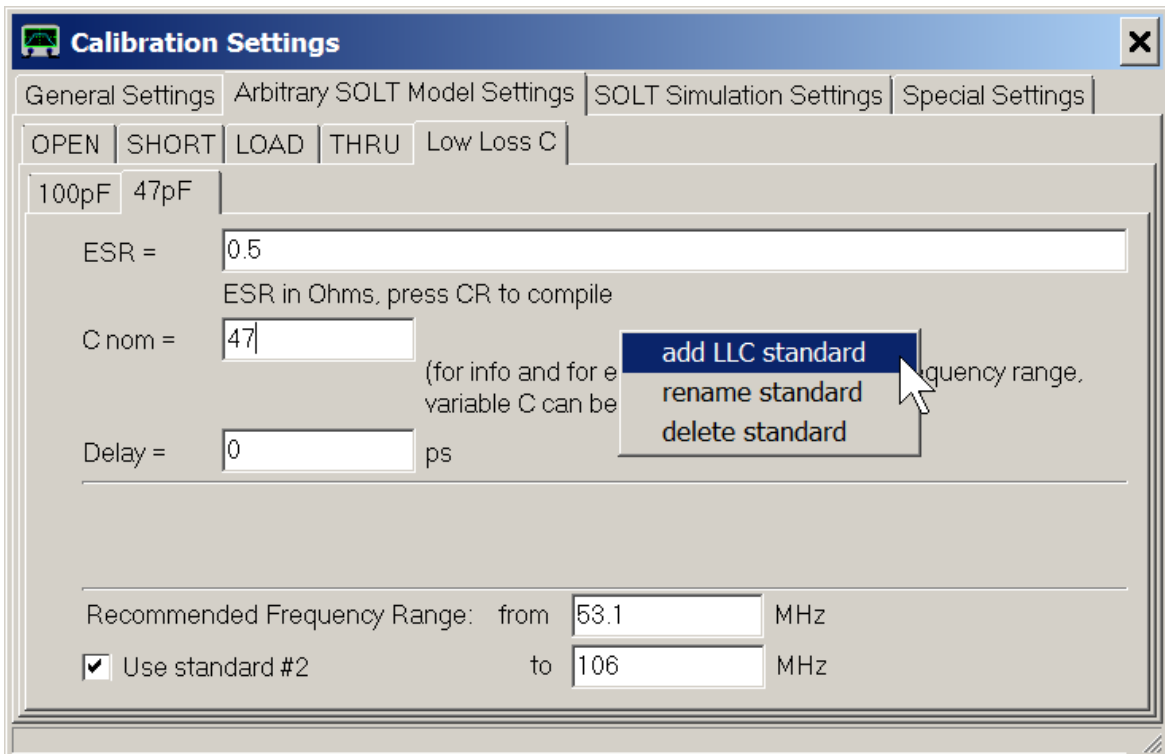 Calibration Settings
General Settings Arbitrary SOLT Model Settings SOLT Simulation Settings Special Settings
OPEN SHORT LOAD THRU Low Loss C
100pF 47pF
ESR = 0.5
ESR in Ohms, press CR to compile
C nom = 47
add LLC standard
(for info and for e quency range,
rename standard
variable C can be
delete standard
Delay = 0 ps
Recommended Frequency Range: from 53.1 MHz
Use standard #2 to 106 MHz